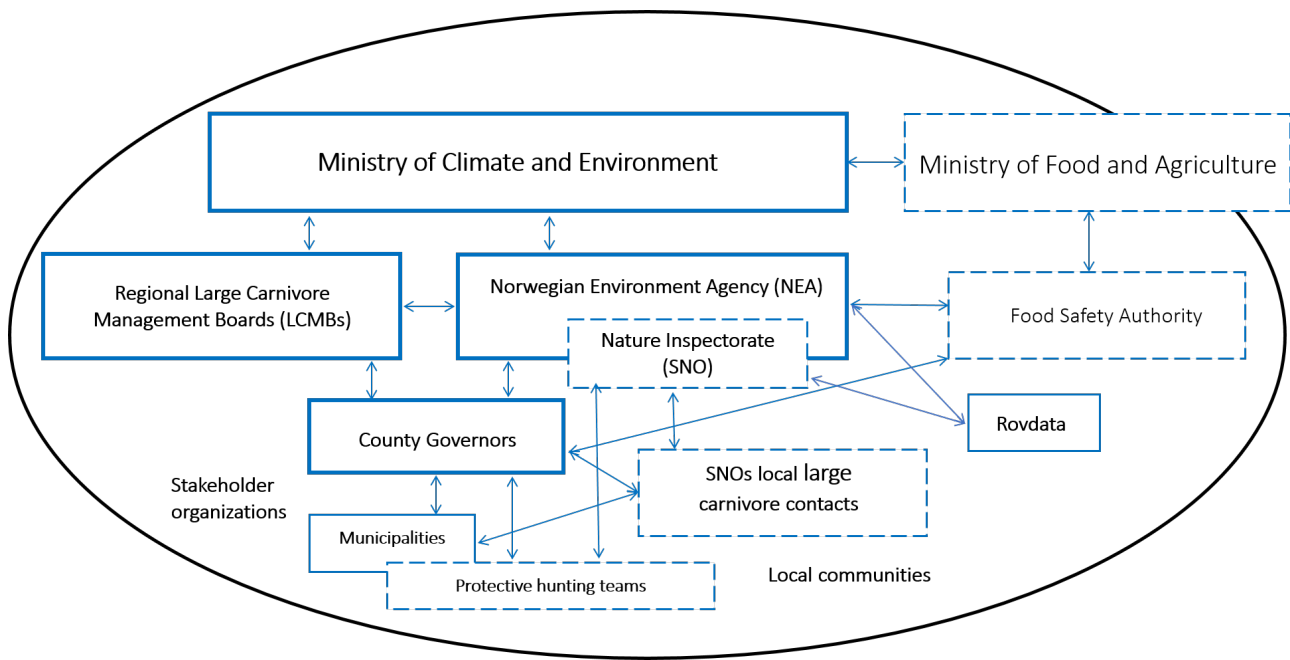 Ministry of Climate and Environment
Ministry of Food and Agriculture
Regional Large Carnivore
Management Boards (LCMBs)
Norwegian Environment Agency (NEA)
Food Safety Authority
Nature Inspectorate
(SNO)
County Governors
Rovdata
SNOs local large
carnivore contacts
Stakeholder
organizations
Municipalities
Protective hunting teams
Local communities